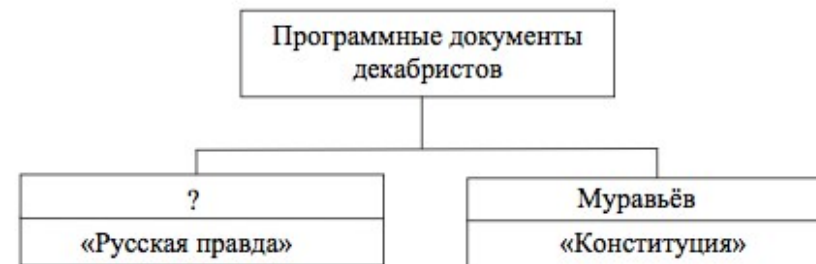 Программные документы
декабристов
?
«Русская правда»
Муравьёв
«Конституция»